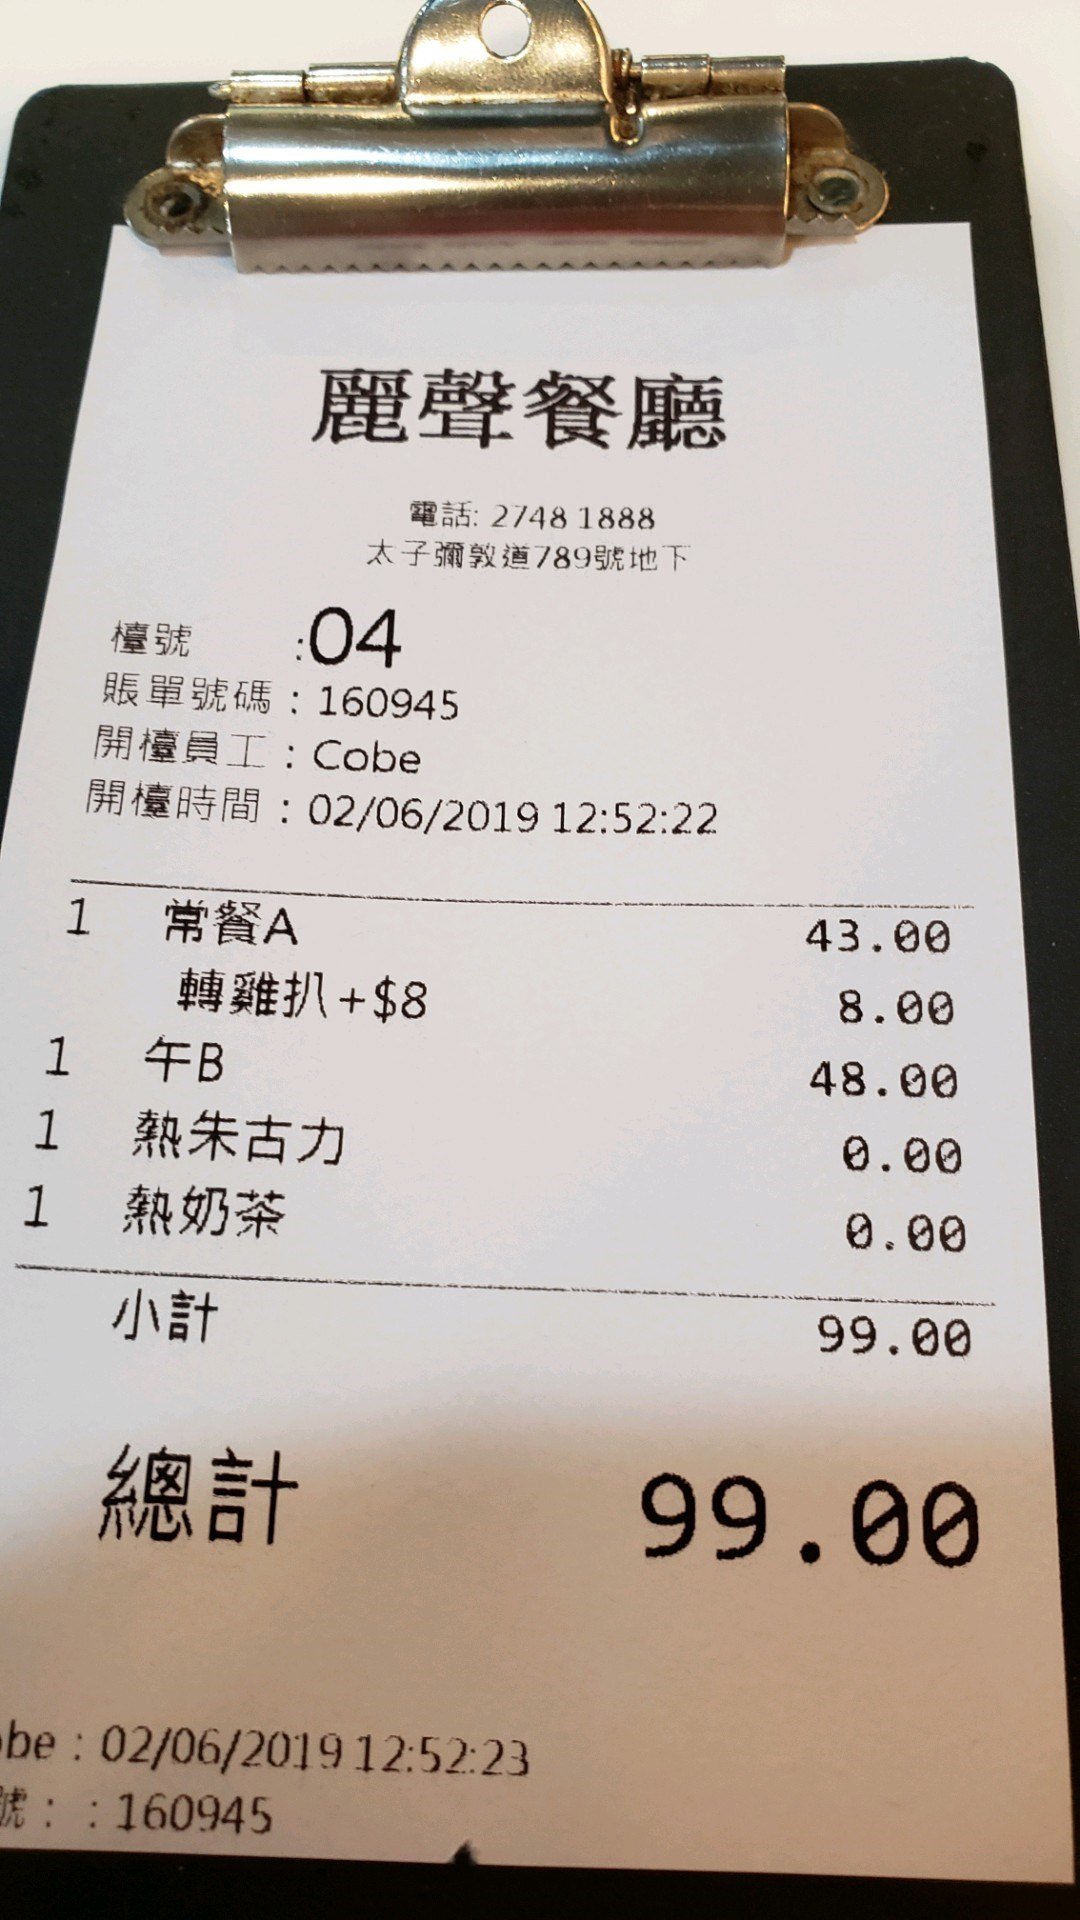 麗聲餐廳
電話: 2748 1888
太子彌敦道789號地下
檯號 :04
賬單號碼 : 160945
開檯員工 : Cobe
開檯時間 : 02/06/2019 12:52:22
1 常餐A 43.00
轉雞扒+$8 8.00
1 午B 48.00
1 熱朱古力 0.00
1 熱奶茶 0.00
小計 99.00
總計 99.00
obe : 02/06/2019 12:52:23
號: : 160945